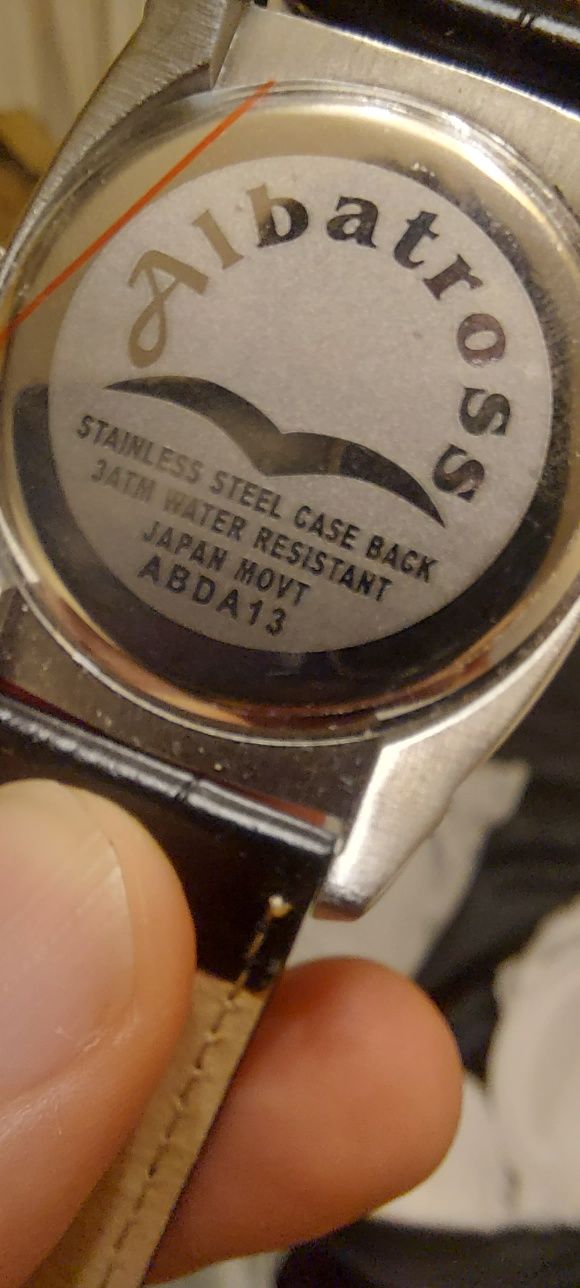 Albatross
STAINLESS STEEL CASE BACK
3ATM WATER RESISTANT
JAPAN MOVT
ABDA13